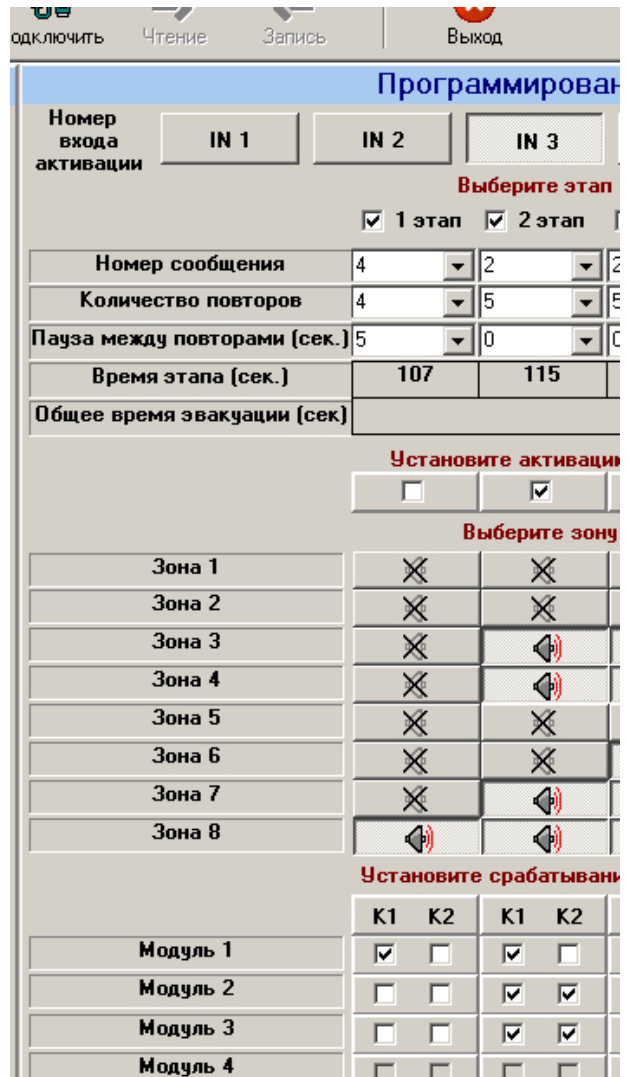 одключить Чтение Запись Выход
Программирован
Номер входа активации IN 1 IN 2 IN 3
Выберите этап
1 этап 2 этап
Номер сообщения 4 2 2
Количество повторов 4 5 5
Пауза между повторами (сек.) 5 0 0
Время этапа (сек.) 107 115
Общее время эвакуации (сек)
Установите активаци
Выберите зону
Зона 1
Зона 2
Зона 3
Зона 4
Зона 5
Зона 6
Зона 7
Зона 8
Установите срабатывани
K1 K2 K1 K2
Модуль 1
Модуль 2
Модуль 3
Модуль 4